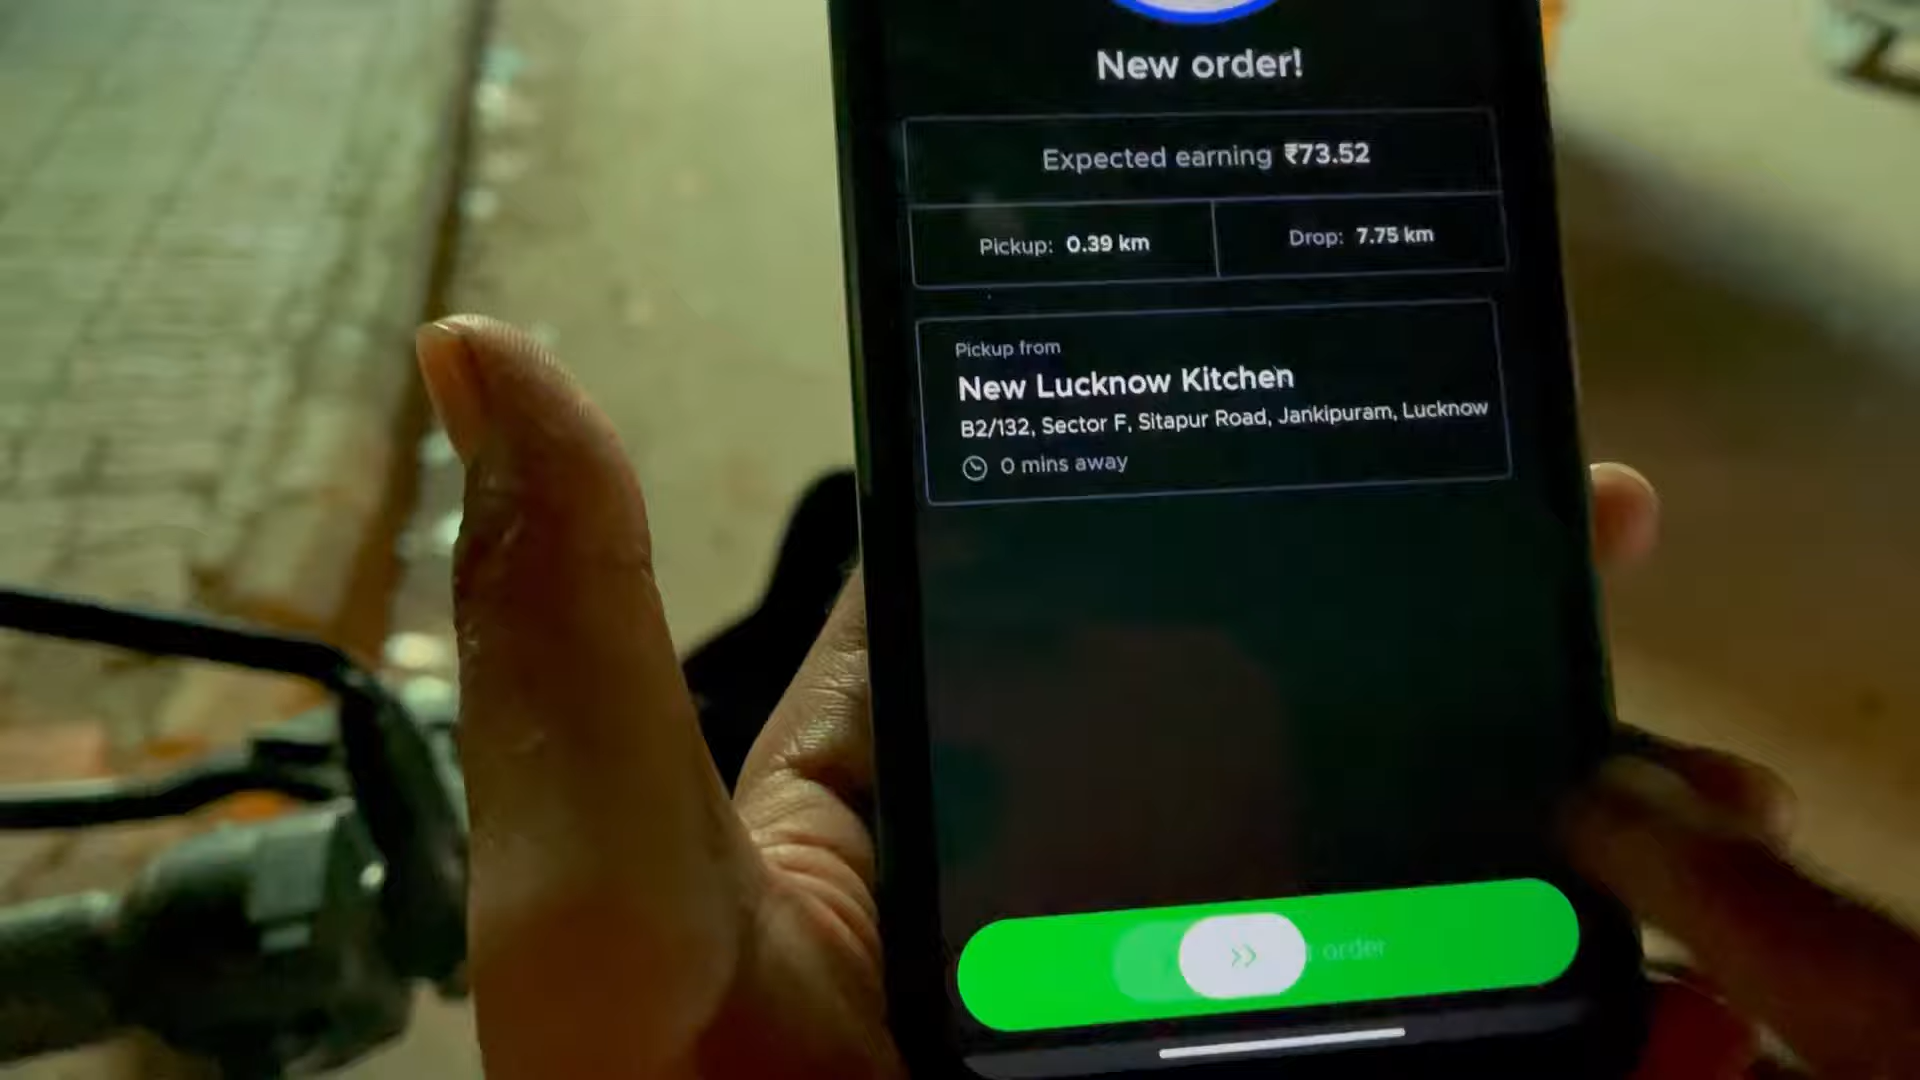 New order!
Expected earning ₹73.52
Pickup: 0.39 km
Drop: 7.75 km
Pickup from
New Lucknow Kitchen
B2/132, Sector F, Sitapur Road, Jankipuram, Lucknow
0 mins away
order